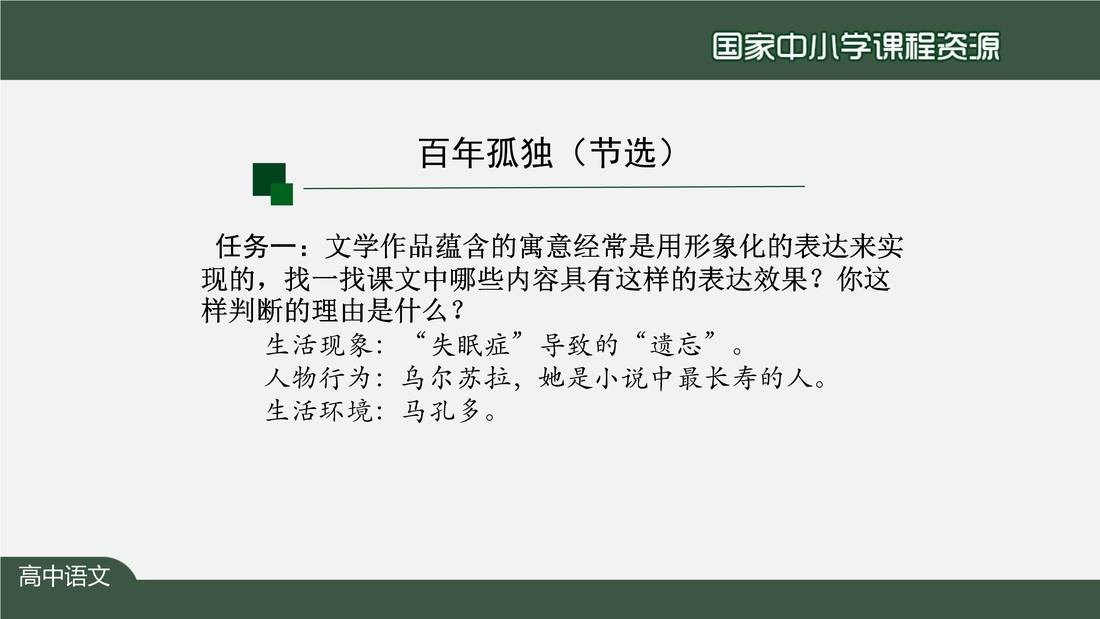 国家中小学课程资源
百年孤独（节选）
任务一：文学作品蕴含的寓意经常是用形象化的表达来实
现的，找一找课文中哪些内容具有这样的表达效果？你这
样判断的理由是什么？
生活现象：“失眠症”导致的“遗忘”。
人物行为：乌尔苏拉，她是小说中最长寿的人。
生活环境：马孔多。
高中语文